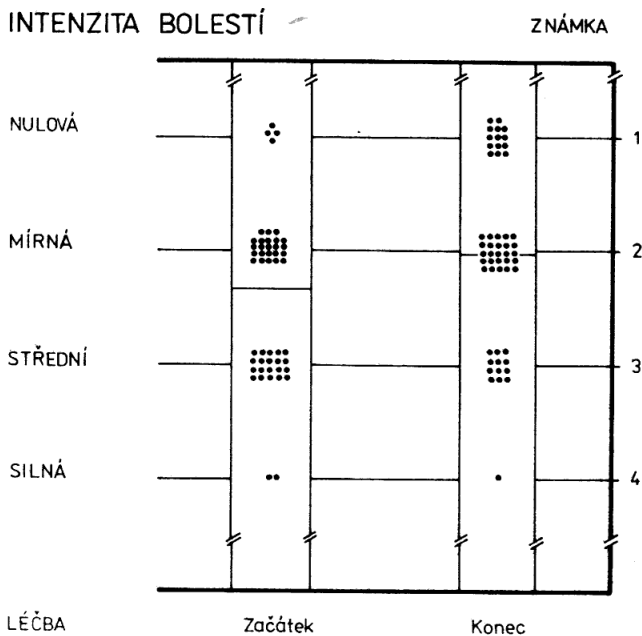 INTENZITA BOLESTÍ ZNÁMKA
NULOVÁ 1
MÍRNÁ 2
STŘEDNÍ 3
SILNÁ 4
LÉČBA Začátek Konec